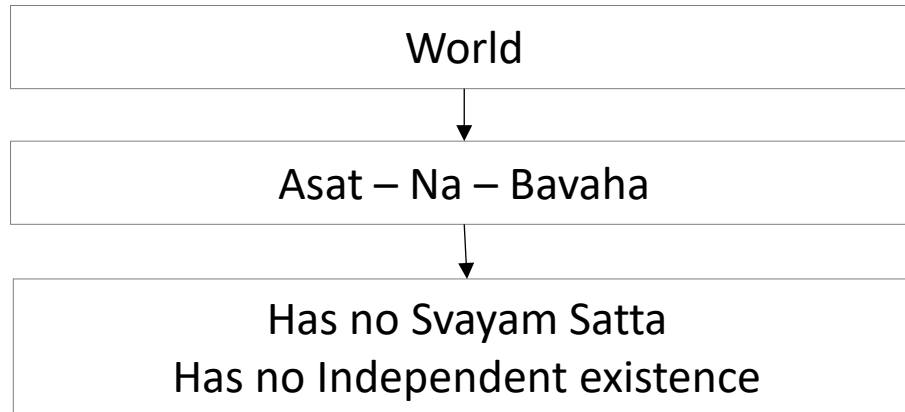 World
Asat – Na – Bavaha
Has no Svayam Satta
Has no Independent existence